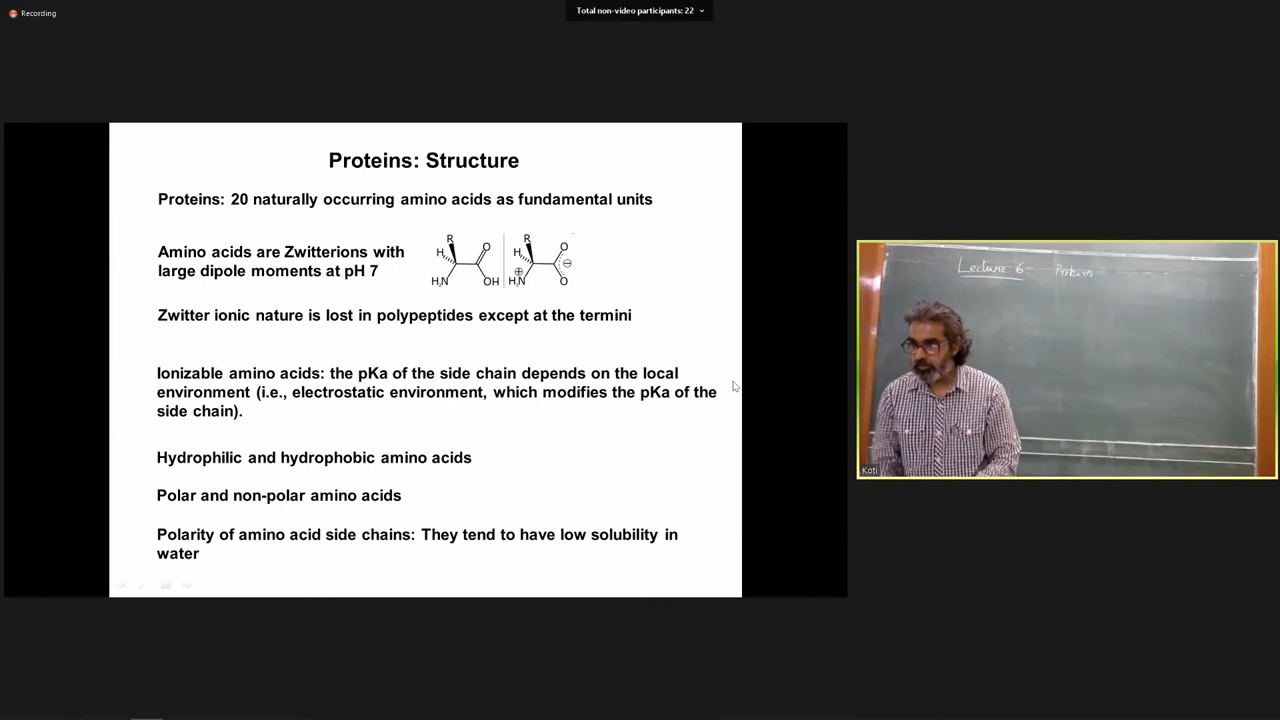 Recording
Total non-video participants: 22
Proteins: Structure
Proteins: 20 naturally occurring amino acids as fundamental units
Amino acids are Zwitterions with
large dipole moments at pH 7
R
H
O
H2N
OH
R
H
O
⊕
⊖
H3N
O
Zwitter ionic nature is lost in polypeptides except at the termini
Ionizable amino acids: the pKa of the side chain depends on the local
environment (i.e., electrostatic environment, which modifies the pKa of the
side chain).
Hydrophilic and hydrophobic amino acids
Polar and non-polar amino acids
Polarity of amino acid side chains: They tend to have low solubility in
water
Lecture 6: Proteins
Koti